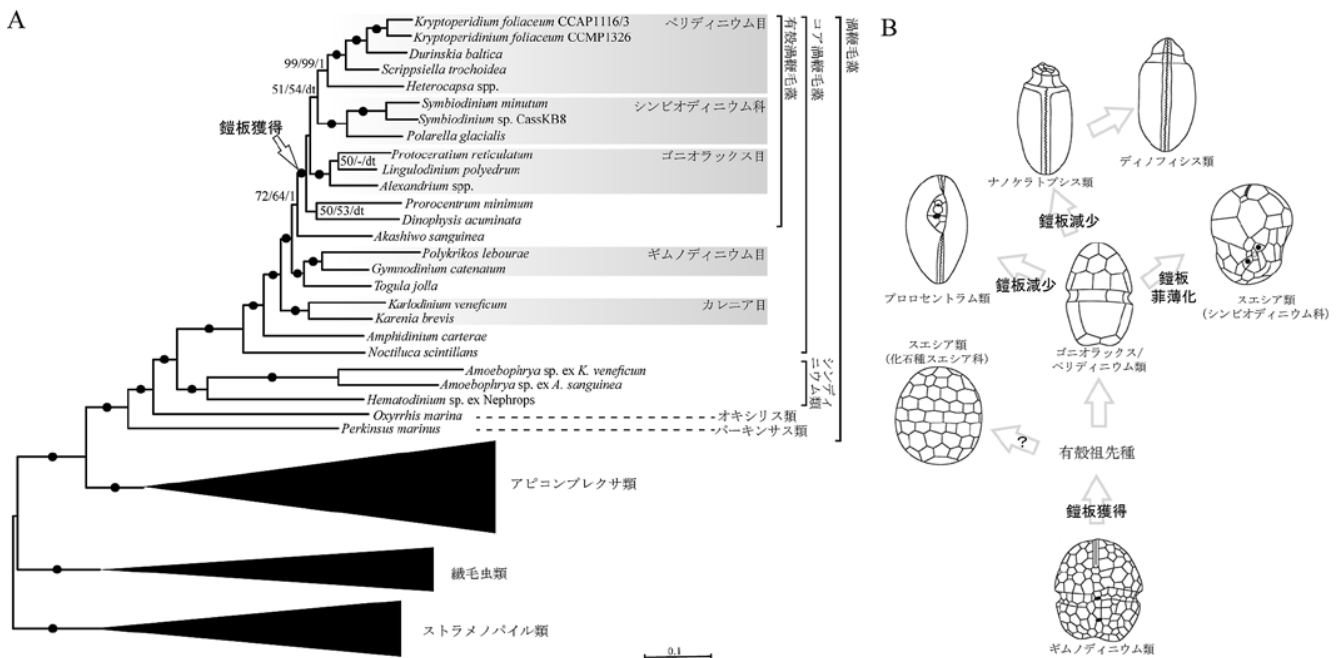 A
Kryptoperidium foliaceum CCAP1116/3
ペリディニウム目
Kryptoperidinium foliaceum CCMP1326
Durinskia baltica
99/99/1
Scrippsiella trochoidea
51/54/dt
Heterocapsa spp.
Symbiodinium minutum
シンビオディニウム科
Symbiodinium sp. CassKB8
鎧板獲得
Polarella glacialis
Protoceratium reticulatum
ゴニオラックス目
50/-/dt
Lingulodinium polyedrum
Alexandrium spp.
72/64/1
Prorocentrum minimum
50/53/dt
Dinophysis acuminata
Akashiwo sanguinea
Polykrikos lebourae
ギムノディニウム目
Gymnodinium catenatum
Togula jolla
Karlodinium veneficum
カレニア目
Karenia brevis
Amphidinium carterae
Noctiluca scintillans
Amoebophrya sp. ex K. veneficum
Amoebophrya sp. ex A. sanguinea
Hematodinium sp. ex Nephrops
Oxyrrhis marina
オキシリス類
Perkinsus marinus
パーキンサス類
有殻渦鞭毛藻
コア渦鞭毛藻
渦鞭毛藻
シンディ
ニウム類
アピコンプレクサ類
繊毛虫類
ストラメノパイル類
0.1
B
ディノフィシス類
ナノケラトプシス類
鎧板減少
プロロセントラム類
鎧板減少
鎧板
菲薄化
スエシア類
(シンビオディニウム科)
スエシア類
(化石種スエシア科)
ゴニオラックス/
ペリディニウム類
?
有殻祖先種
鎧板獲得
ギムノディニウム類